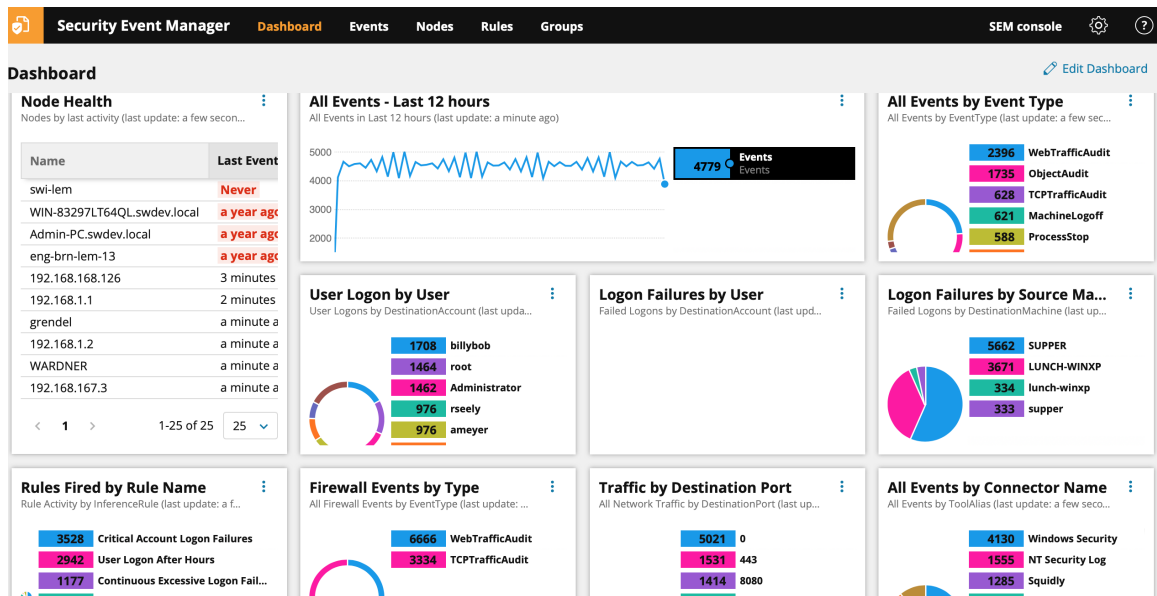 Security Event Manager Dashboard Events Nodes Rules Groups SEM console ?
Dashboard
Edit Dashboard
Node Health
Nodes by last activity (last update: a few secon...
Name Last Event
swi-lem Never
WIN-83297LT64QL.swdev.local a year ago
Admin-PC.swdev.local a year ago
eng-brn-lem-13 a year ago
192.168.168.126 3 minutes
192.168.1.1 2 minutes
grendel a minute a
192.168.1.2 a minute a
WARDNER a minute a
192.168.167.3 a minute a
1 1-25 of 25 25
All Events - Last 12 hours
All Events in Last 12 hours (last update: a minute ago)
5000
4000
3000
2000
4779 Events
Events
All Events by Event Type
All Events by EventType (last update: a few sec...
2396 WebTrafficAudit
1735 ObjectAudit
628 TCPTrafficAudit
621 MachineLogoff
588 ProcessStop
User Logon by User
User Logons by DestinationAccount (last upda...
1708 billybob
1464 root
1462 Administrator
976 rseely
976 ameyer
Logon Failures by User
Failed Logons by DestinationAccount (last upd...
Logon Failures by Source Ma...
Failed Logons by DestinationMachine (last up...
5662 SUPPER
3671 LUNCH-WINXP
334 lunch-winxp
333 supper
Rules Fired by Rule Name
Rule Activity by InferenceRule (last update: a f...
3528 Critical Account Logon Failures
2942 User Logon After Hours
1177 Continuous Excessive Logon Fail...
Firewall Events by Type
All Firewall Events by EventType (last update: ...
6666 WebTrafficAudit
3334 TCPTrafficAudit
Traffic by Destination Port
All Network Traffic by DestinationPort (last up...
5021 0
1531 443
1414 8080
All Events by Connector Name
All Events by ToolAlias (last update: a few seco...
4130 Windows Security
1555 NT Security Log
1285 Squidly